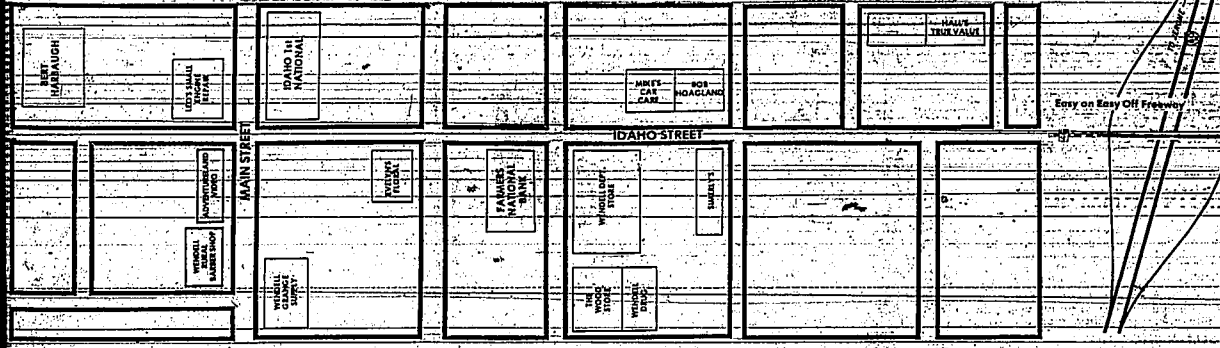 BERT
HARBAUGH
LEO'S SMALL
ENGINE
REPAIR
IDAHO 1st
NATIONAL
MIKE'S
CAR
CARE
BOB
HOAGLAND
HALL'S
TRUE VALUE
Easy on Easy Off Freeway
IDAHO STREET
MAIN STREET
ADVENTURELAND
VIDEO
WENDELL
RURAL
BARBER SHOP
WENDELL
GRANGE
SUPPLY
EVELYN'S
FLORAL
FARMERS
NATIONAL
BANK
WENDELL DEPT.
STORE
SIMERLY'S
THE
WOOD
STORE
WENDELL
DRUG